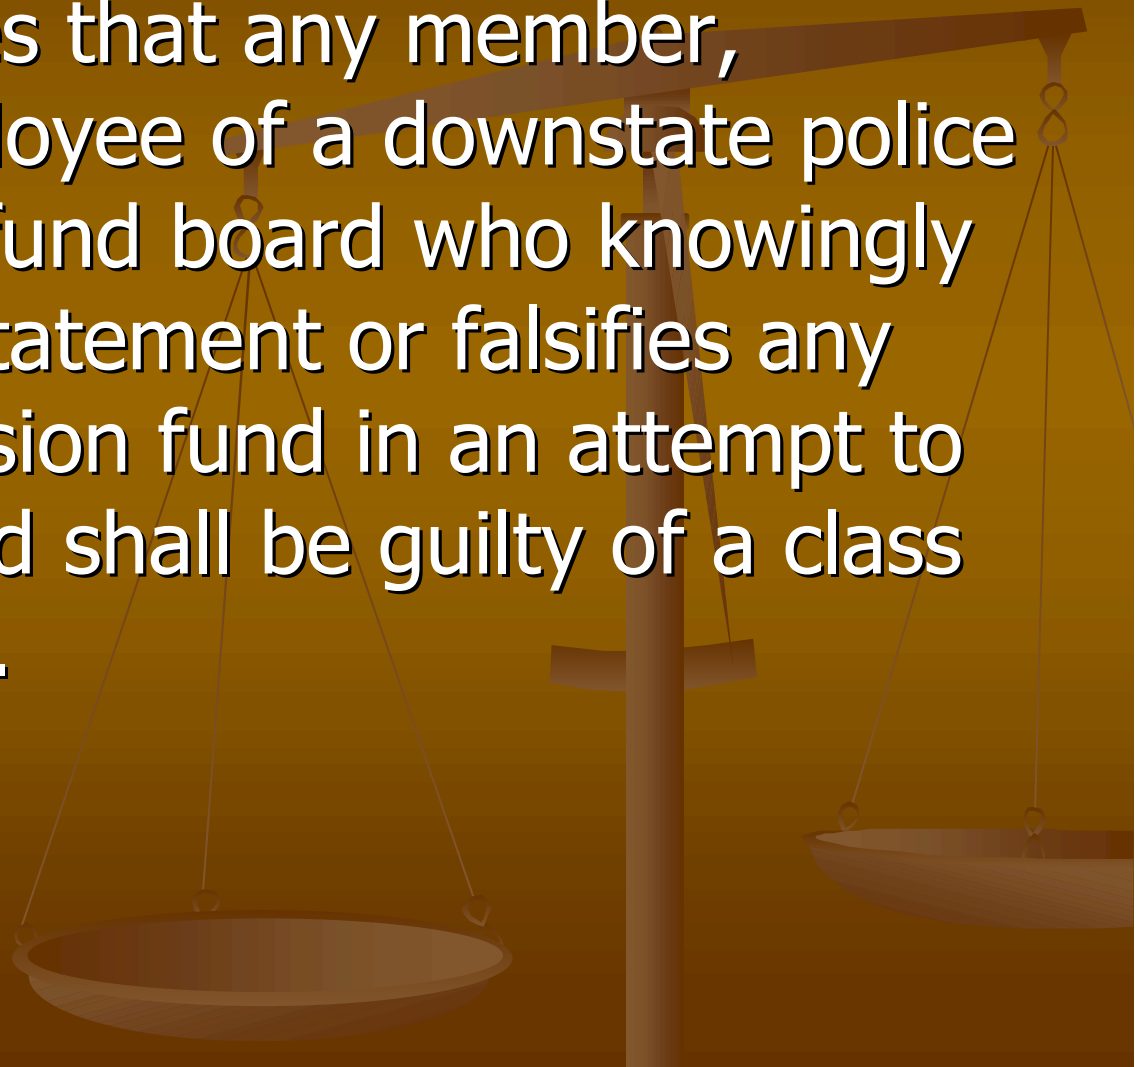 es that any member,
loyee of a downstate police
fund board who knowingly
tatement or falsifies any
sion fund in an attempt to
d shall be guilty of a class
.